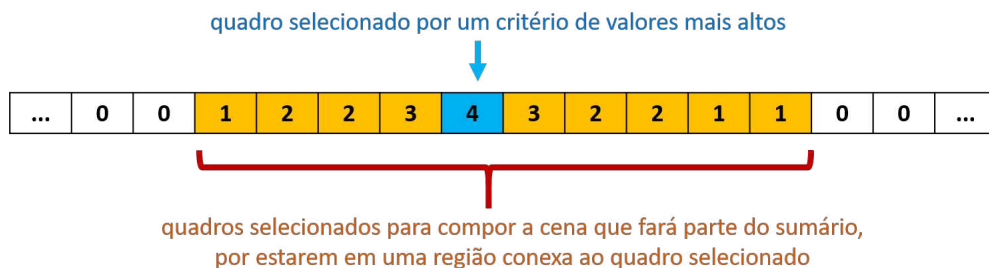 quadro selecionado por um critério de valores mais altos
... 0 0 1 2 2 3 4 3 2 2 1 1 0 0 ...
quadros selecionados para compor a cena que fará parte do sumário,
por estarem em uma região conexa ao quadro selecionado